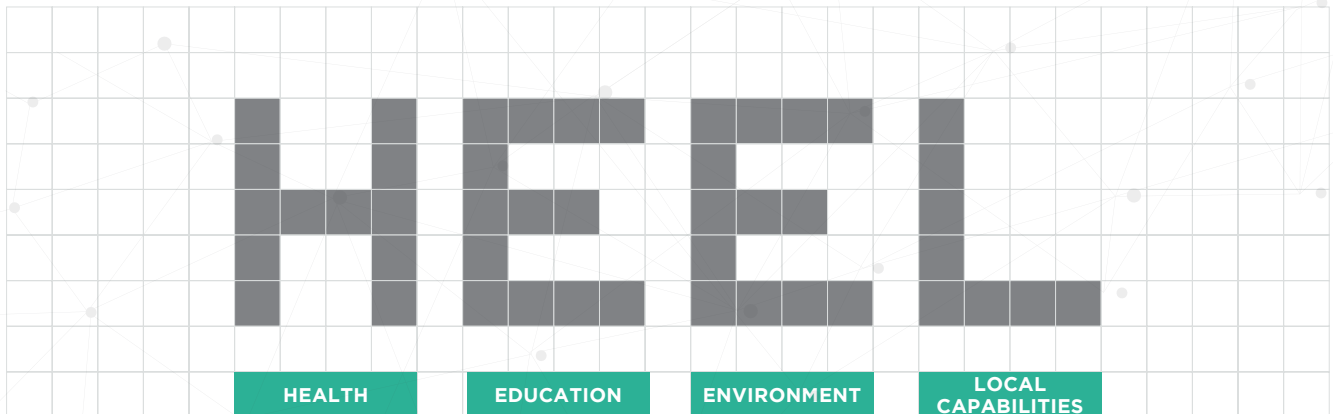 HEEL
HEALTH
EDUCATION
ENVIRONMENT
LOCAL
CAPABILITIES